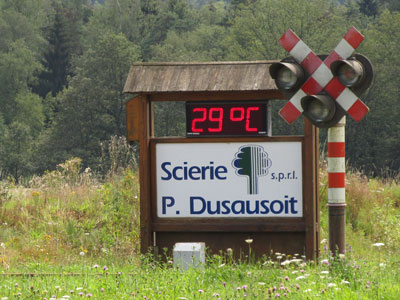 29°C
Scierie s.p.r.l.
P. Dusausoit